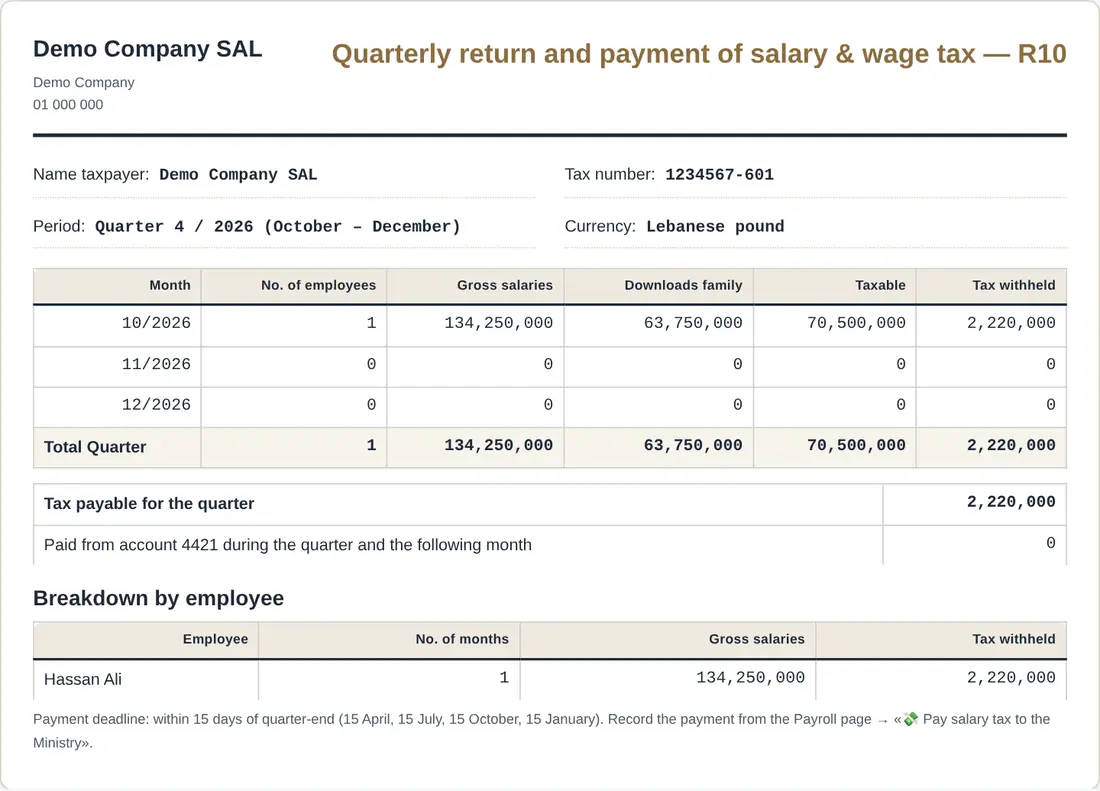 Demo Company SAL
Quarterly return and payment of salary & wage tax — R10
Demo Company
01 000 000
Name taxpayer: Demo Company SAL
Tax number: 1234567-601
Period: Quarter 4 / 2026 (October – December)
Currency: Lebanese pound
Month No. of employees Gross salaries Downloads family Taxable Tax withheld
10/2026 1 134,250,000 63,750,000 70,500,000 2,220,000
11/2026 0 0 0 0 0
12/2026 0 0 0 0 0
Total Quarter 1 134,250,000 63,750,000 70,500,000 2,220,000
Tax payable for the quarter 2,220,000
Paid from account 4421 during the quarter and the following month 0
Breakdown by employee
Employee No. of months Gross salaries Tax withheld
Hassan Ali 1 134,250,000 2,220,000
Payment deadline: within 15 days of quarter-end (15 April, 15 July, 15 October, 15 January). Record the payment from the Payroll page → «💸 Pay salary tax to the
Ministry».